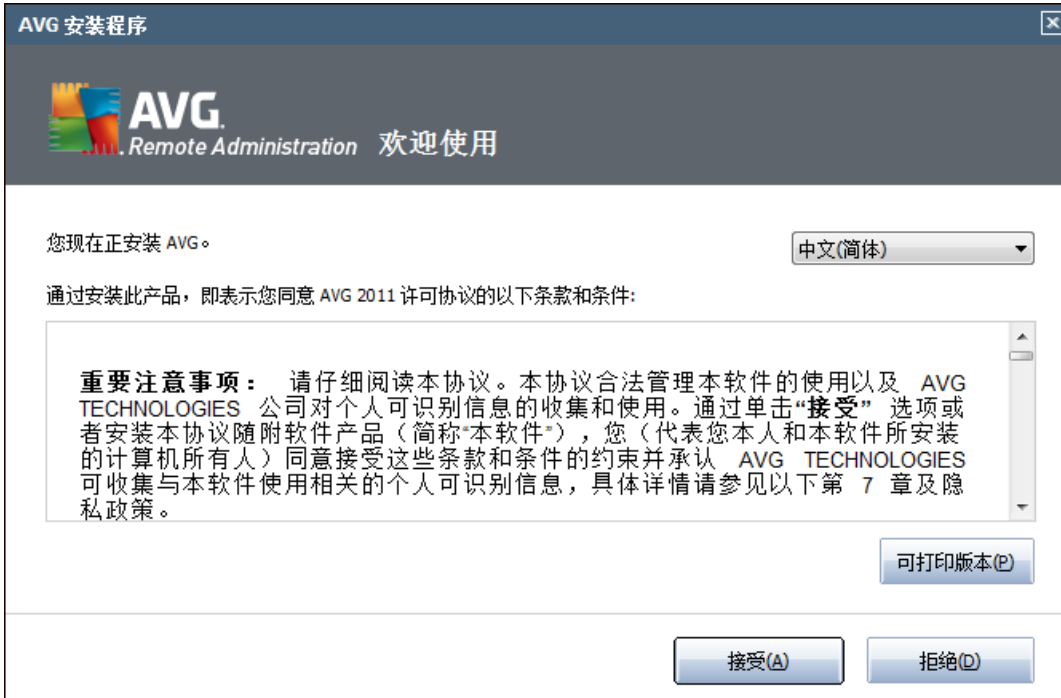 AVG 安装程序
AVG.
Remote Administration 欢迎使用
您现在正安装 AVG。
中文(简体)
通过安装此产品，即表示您同意 AVG 2011 许可协议的以下条款和条件:
重要注意事项： 请仔细阅读本协议。本协议合法管理本软件的使用以及 AVG
TECHNOLOGIES 公司对个人可识别信息的收集和使用。通过单击“接受” 选项或
者安装本协议随附软件产品（简称“本软件”），您（代表您本人和本软件所安装
的计算机所有人）同意接受这些条款和条件的约束并承认 AVG TECHNOLOGIES
可收集与本软件使用相关的个人可识别信息，具体详情请参见以下第 7 章及隐
私政策。
可打印版本(P)
接受(A)
拒绝(D)